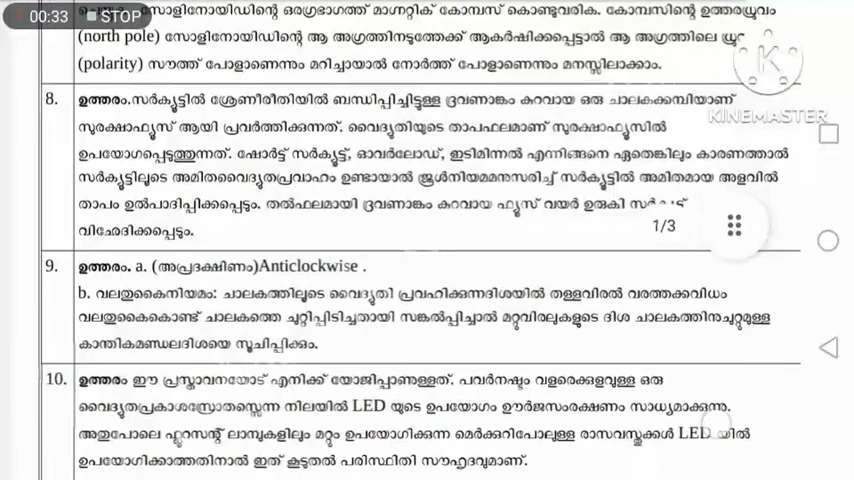 00:33 STOP
സോളിനോയിഡിന്റെ ഒരഗ്രഭാഗത്ത് മാഗ്നറ്റിക് കോമ്പസ് കൊണ്ടുവരിക. കോമ്പസിന്റെ ഉത്തരധ്രുവം
(north pole) സോളിനോയിഡിന്റെ ആ അഗ്രത്തിനടുത്തേക്ക് ആകർഷിക്കപ്പെട്ടാൽ ആ അഗ്രത്തിലെ
(polarity) സൗത്ത് പോളാണെന്നും മറിച്ചായാൽ നോർത്ത് പോളാണെന്നും മനസ്സിലാക്കാം.
KINEMASTER
8. ഉത്തരം.സർക്യൂട്ടിൽ ശ്രേണീരീതിയിൽ ബന്ധിപ്പിച്ചിട്ടുള്ള ദ്രവണാങ്കം കുറവായ ഒരു ചാലകക്കമ്പിയാണ്
സുരക്ഷാഫ്യൂസ് ആയി പ്രവർത്തിക്കുന്നത്. വൈദ്യുതിയുടെ താപഫലമാണ് സുരക്ഷാഫ്യൂസിൽ
ഉപയോഗപ്പെടുത്തുന്നത്. ഷോർട്ട് സർക്യൂട്ട്, ഓവർലോഡ്, ഇടിമിന്നൽ എന്നിങ്ങനെ ഏതെങ്കിലും കാരണത്താൽ
സർക്യൂട്ടിലൂടെ അമിതവൈദ്യുതപ്രവാഹം ഉണ്ടായാൽ ജൂൾനിയമമനുസരിച്ച് സർക്യൂട്ടിൽ അമിതമായ അളവിൽ
താപം ഉൽപാദിപ്പിക്കപ്പെടും. തൽഫലമായി ദ്രവണാങ്കം കുറവായ ഫ്യൂസ് വയർ ഉരുകി
1/3
വിഛേദിക്കപ്പെടും.
9. ഉത്തരം. a. (അപ്രദക്ഷിണം)Anticlockwise .
b. വലതുകൈനിയമം: ചാലകത്തിലൂടെ വൈദ്യുതി പ്രവഹിക്കുന്നദിശയിൽ തള്ളവിരൽ വരത്തക്കവിധം
വലതുകൈകൊണ്ട് ചാലകത്തെ ചുറ്റിപ്പിടിച്ചതായി സങ്കൽപ്പിച്ചാൽ മറ്റുവിരലുകളുടെ ദിശ ചാലകത്തിനുചുറ്റുമുള്ള
കാന്തികമണ്ഡലദിശയെ സൂചിപ്പിക്കും.
10. ഉത്തരം ഈ പ്രസ്താവനയോട് എനിക്ക് യോജിപ്പാണുള്ളത്. പവർനഷ്ടം വളരെക്കുറവുള്ള ഒരു
വൈദ്യുതപ്രകാശസ്രോതസ്സെന്ന നിലയിൽ LED യുടെ ഉപയോഗം ഊർജസംരക്ഷണം സാധ്യമാക്കുന്നു.
അതുപോലെ ഫ്ലൂറസന്റ് ലാമ്പുകളിലും മറ്റും ഉപയോഗിക്കുന്ന മെർക്കുറിപോലുള്ള രാസവസ്തുക്കൾ LED യിൽ
ഉപയോഗിക്കാത്തതിനാൽ ഇത് കൂടുതൽ പരിസ്ഥിതി സൗഹൃദവുമാണ്.